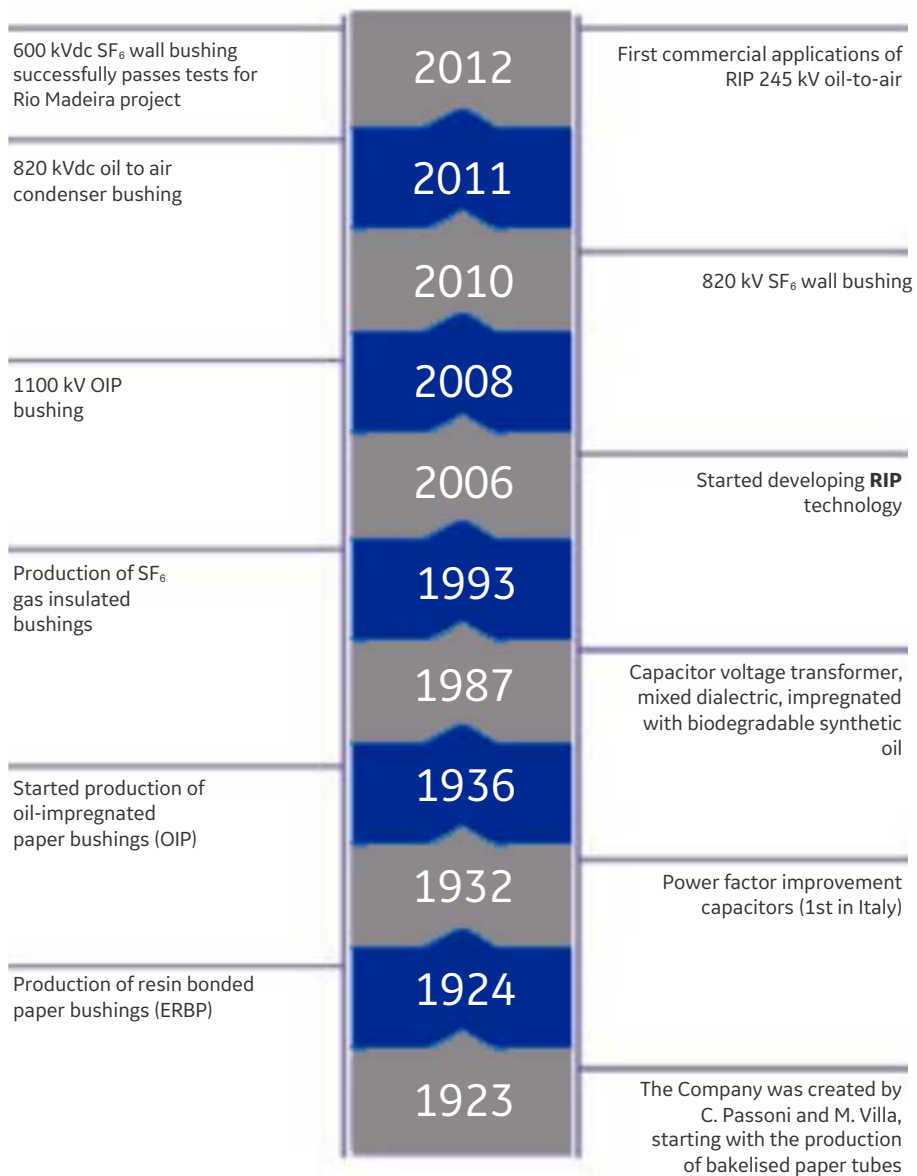 600 kVdc SF₆ wall bushing
successfully passes tests for
Rio Madeira project
2012
First commercial applications of
RIP 245 kV oil-to-air
820 kVdc oil to air
condenser bushing
2011
2010
820 kV SF₆ wall bushing
1100 kV OIP
bushing
2008
2006
Started developing RIP
technology
Production of SF₆
gas insulated
bushings
1993
1987
Capacitor voltage transformer,
mixed dielectric, impregnated
with biodegradable synthetic
oil
Started production of
oil-impregnated
paper bushings (OIP)
1936
1932
Power factor improvement
capacitors (1st in Italy)
Production of resin bonded
paper bushings (ERBP)
1924
1923
The Company was created by
C. Passoni and M. Villa,
starting with the production
of bakelised paper tubes